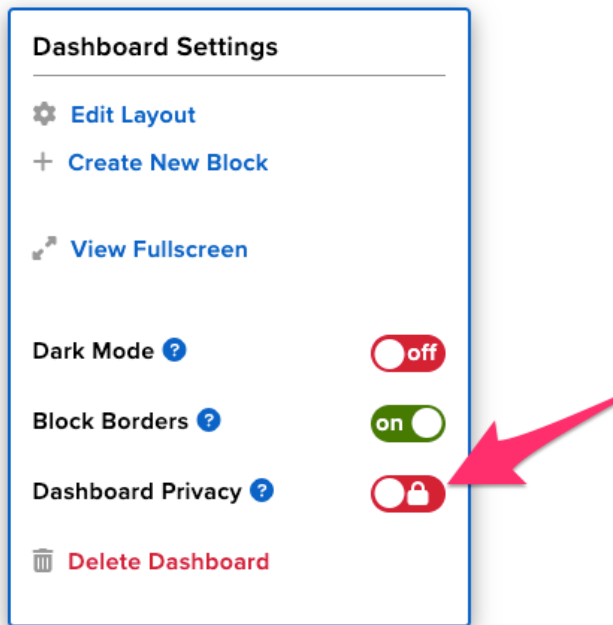 Dashboard Settings
Edit Layout
Create New Block
View Fullscreen
Dark Mode ? off
Block Borders ? on
Dashboard Privacy ?
Delete Dashboard